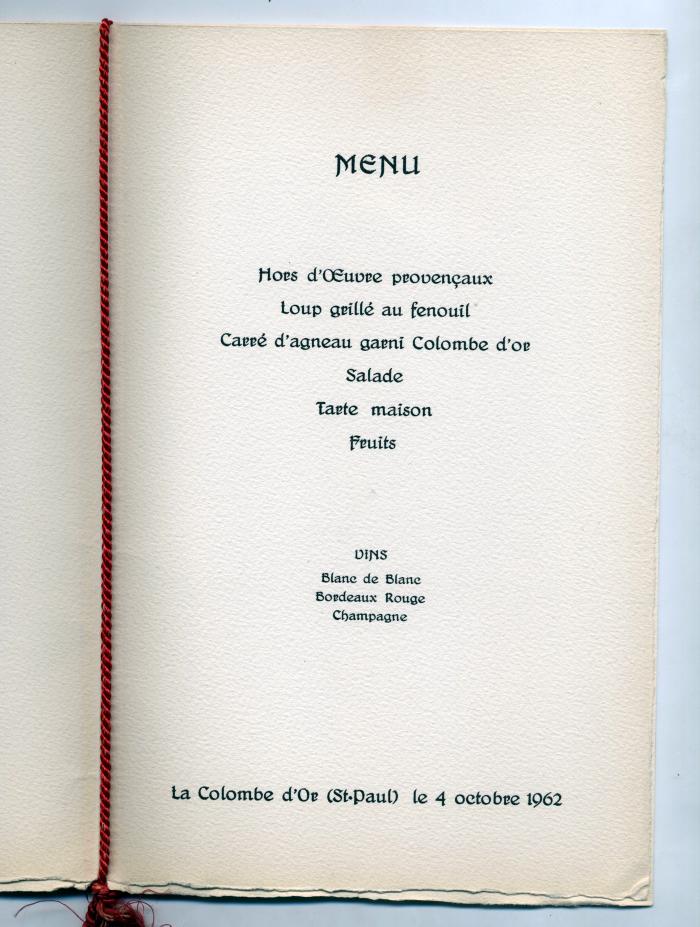 MENU
Hors d'Œuvre provençaux
Loup grillé au fenouil
Carré d'agneau garni Colombe d'or
Salade
Tarte maison
Fruits
VINS
Blanc de Blanc
Bordeaux Rouge
Champagne
La Colombe d'Or (St-Paul) le 4 octobre 1962